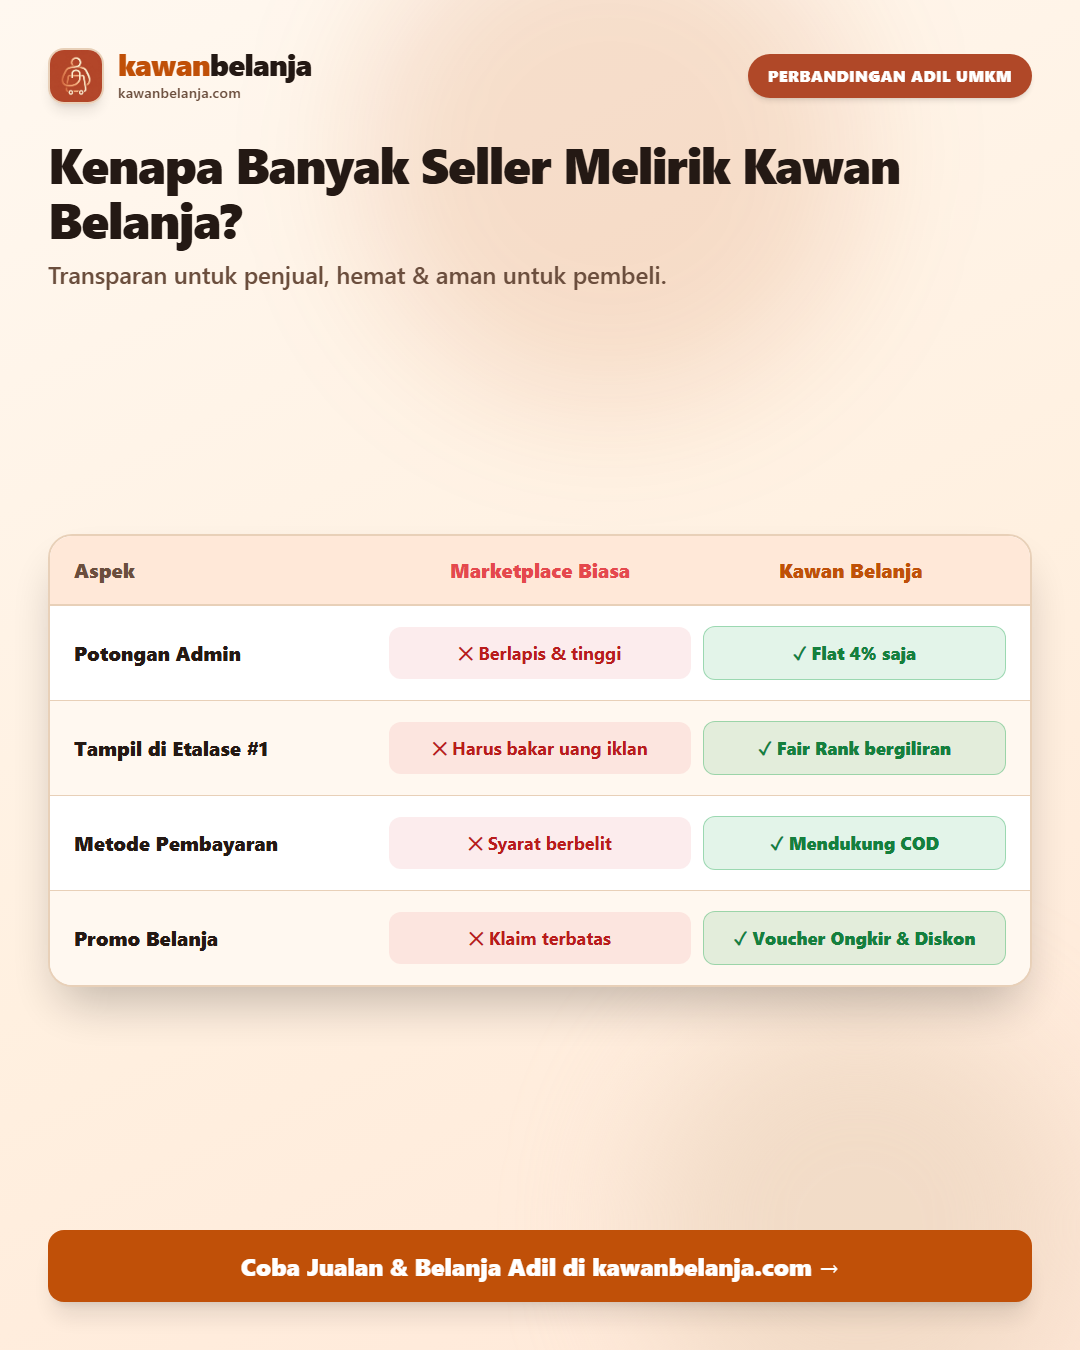 kawanbelanja
kawanbelanja.com
PERBANDINGAN ADIL UMKM
Kenapa Banyak Seller Melirik Kawan
Belanja?
Transparan untuk penjual, hemat & aman untuk pembeli.
Aspek Marketplace Biasa Kawan Belanja
Potongan Admin ✕ Berlapis & tinggi ✓ Flat 4% saja
Tampil di Etalase #1 ✕ Harus bakar uang iklan ✓ Fair Rank bergiliran
Metode Pembayaran ✕ Syarat berbelit ✓ Mendukung COD
Promo Belanja ✕ Klaim terbatas ✓ Voucher Ongkir & Diskon
Coba Jualan & Belanja Adil di kawanbelanja.com →